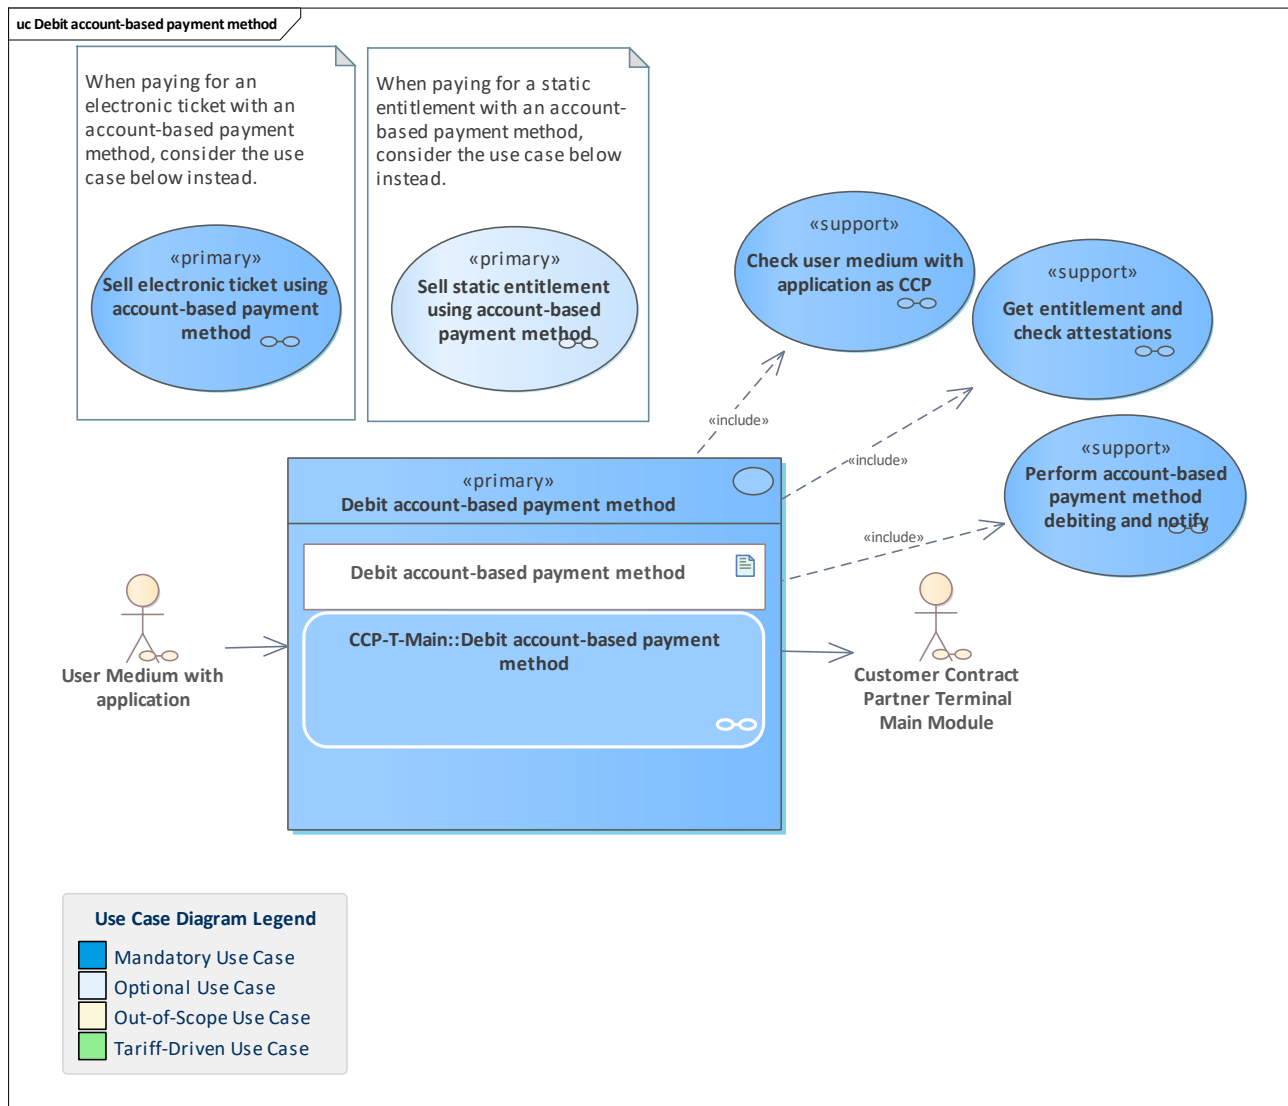 uc Debit account-based payment method
When paying for an
electronic ticket with an
account-based payment
method, consider the use
case below instead.
«primary»
Sell electronic ticket using
account-based payment
method
When paying for a static
entitlement with an account-
based payment method,
consider the use case below
instead.
«primary»
Sell static entitlement
using account-based
payment method
«support»
Check user medium with
application as CCP
«support»
Get entitlement and
check attestations
«support»
Perform account-based
payment method
debiting and notify
«include»
«include»
«include»
«primary»
Debit account-based payment method
Debit account-based payment method
CCP-T-Main::Debit account-based payment
method
User Medium with
application
Customer Contract
Partner Terminal
Main Module
Use Case Diagram Legend
Mandatory Use Case
Optional Use Case
Out-of-Scope Use Case
Tariff-Driven Use Case